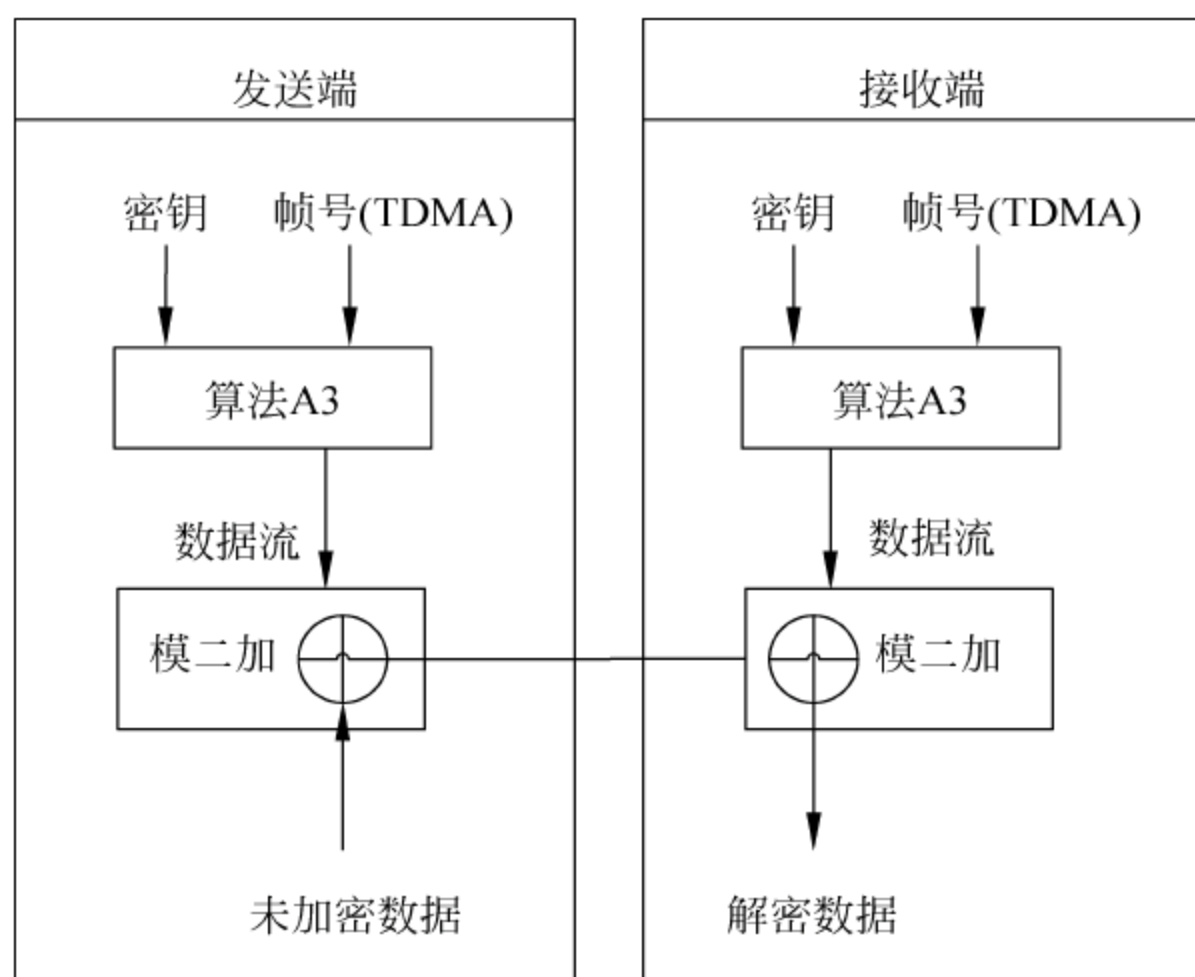 发送端
接收端
密钥 帧号(TDMA)
密钥 帧号(TDMA)
算法A3
算法A3
数据流
数据流
模二加
模二加
未加密数据
解密数据